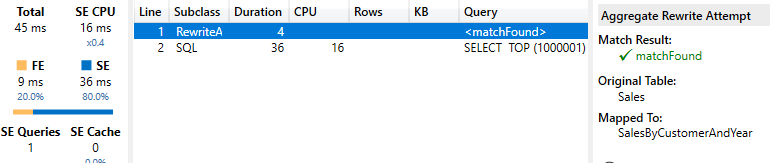 Total SE CPU
45 ms 16 ms
x0.4
FE SE
9 ms 36 ms
20.0% 80.0%
SE Queries SE Cache
1 0
0.0%
Line Subclass Duration CPU Rows KB Query
1 RewriteA 4 <matchFound>
2 SQL 36 16 SELECT TOP (1000001)
Aggregate Rewrite Attempt
Match Result:
✓ matchFound
Original Table:
Sales
Mapped To:
SalesByCustomerAndYear